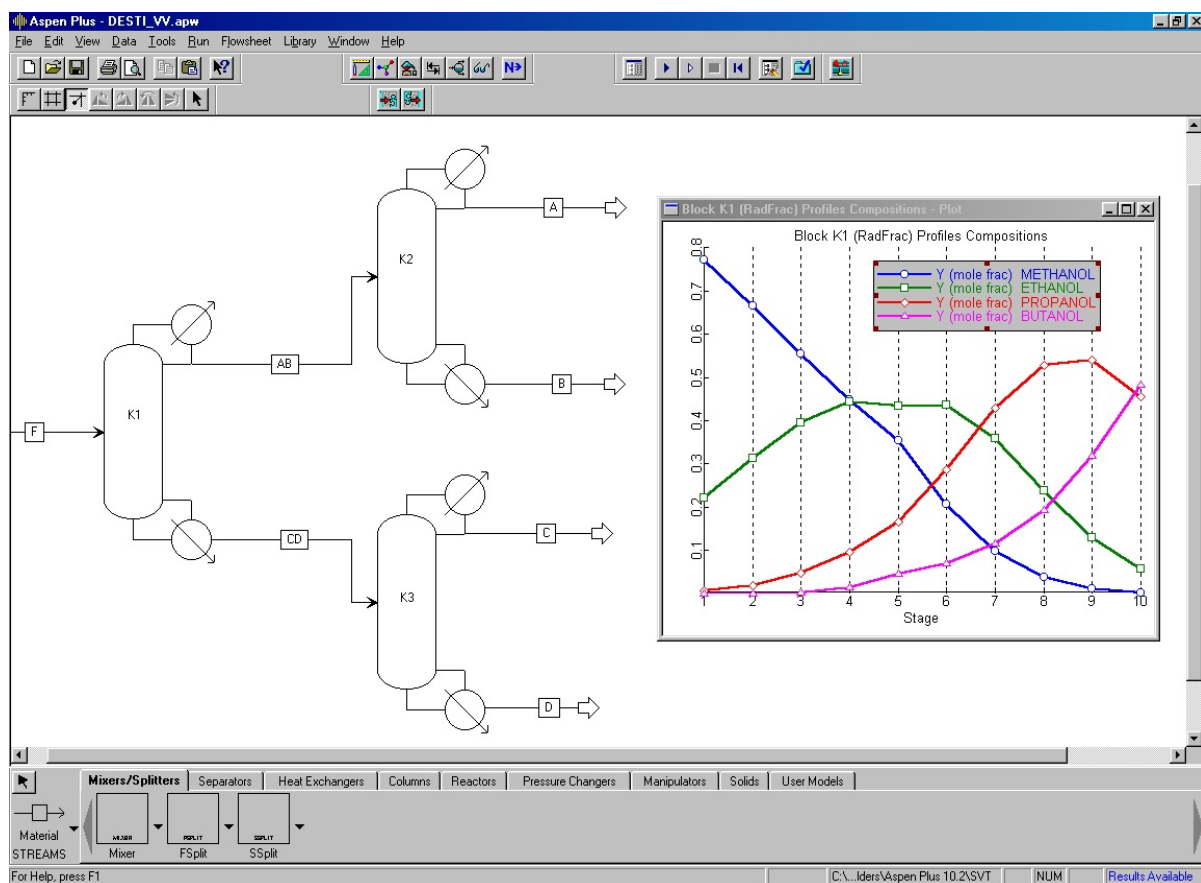 Aspen Plus - DESTI_VV.apw
File Edit View Data Tools Run Flowsheet Library Window Help
N>
K2
A
AB
B
K1
F
CD
K3
C
D
Block K1 (RadFrac) Profiles Compositions - Plot
Block K1 (RadFrac) Profiles Compositions
Y (mole frac) METHANOL
Y (mole frac) ETHANOL
Y (mole frac) PROPANOL
Y (mole frac) BUTANOL
0.8
0.7
0.6
0.5
0.4
0.3
0.2
0.1
1 2 3 4 5 6 7 8 9 10
Stage
Mixers/Splitters Separators Heat Exchangers Columns Reactors Pressure Changers Manipulators Solids User Models
MIXER FSPLIT SSPLIT
Material Mixer FSplit SSplit
STREAMS
For Help, press F1 C:\...lders\Aspen Plus 10.2\SVT NUM Results Available